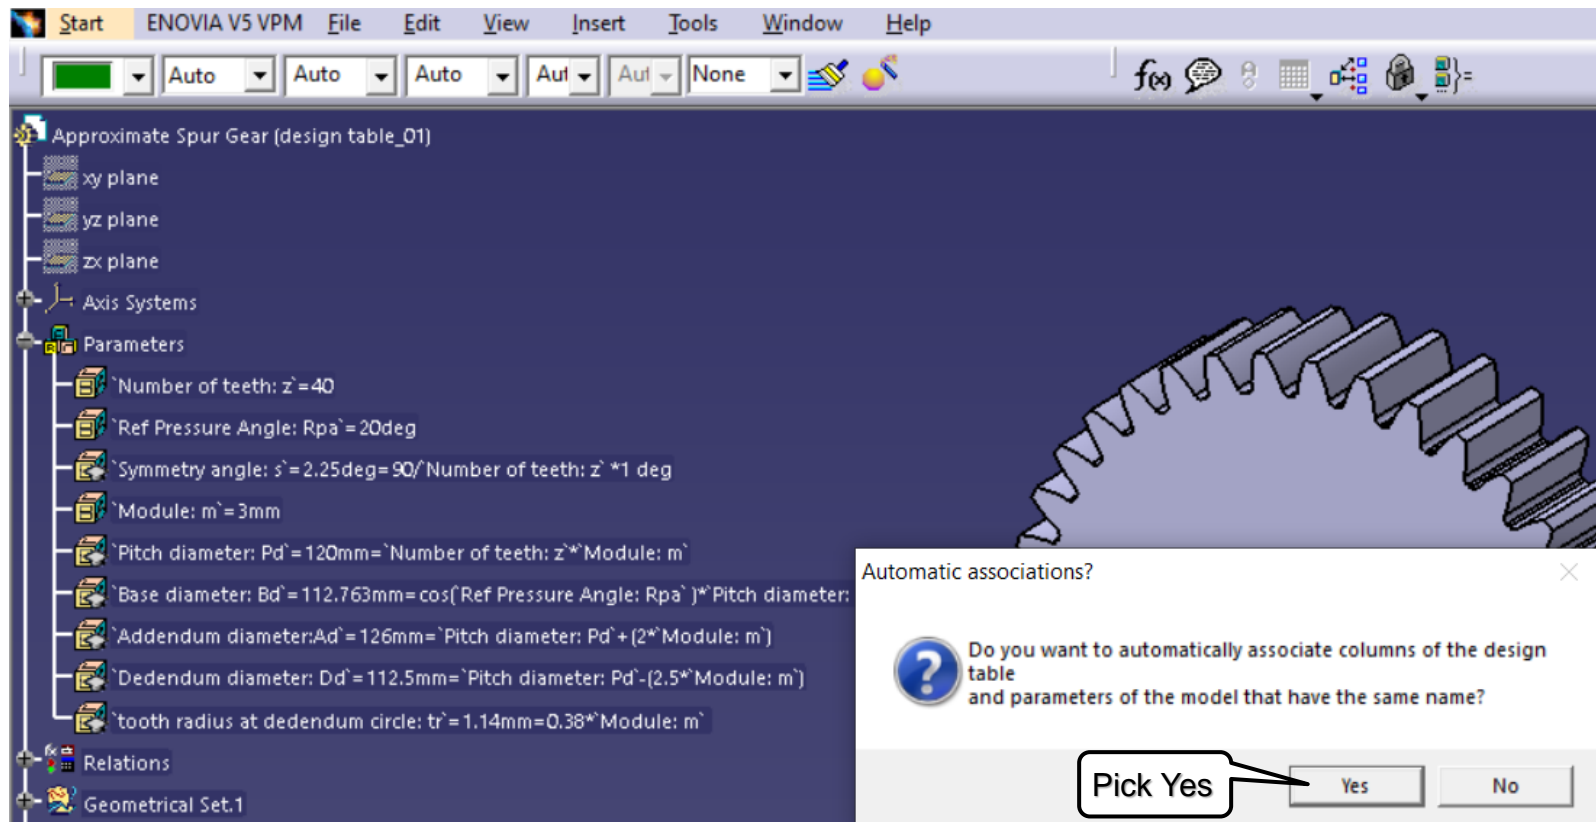 Start ENOVIA V5 VPM File Edit View Insert Tools Window Help
Auto Auto Auto Aut Aut None f(x)
Approximate Spur Gear (design table_01)
xy plane
yz plane
zx plane
Axis Systems
Parameters
`Number of teeth: z`=40
`Ref Pressure Angle: Rpa`=20deg
`Symmetry angle: s`=2.25deg=90/`Number of teeth: z` *1 deg
`Module: m`=3mm
`Pitch diameter: Pd`=120mm=`Number of teeth: z`*`Module: m`
`Base diameter: Bd`=112.763mm=cos(`Ref Pressure Angle: Rpa` )*`Pitch diameter:
`Addendum diameter:Ad`=126mm=`Pitch diameter: Pd`+(2*`Module: m`)
`Dedendum diameter: Dd`=112.5mm=`Pitch diameter: Pd`-(2.5*`Module: m`)
`tooth radius at dedendum circle: tr`=1.14mm=0.38*`Module: m`
Relations
Geometrical Set.1
Automatic associations?
Do you want to automatically associate columns of the design
table
and parameters of the model that have the same name?
Pick Yes
Yes No